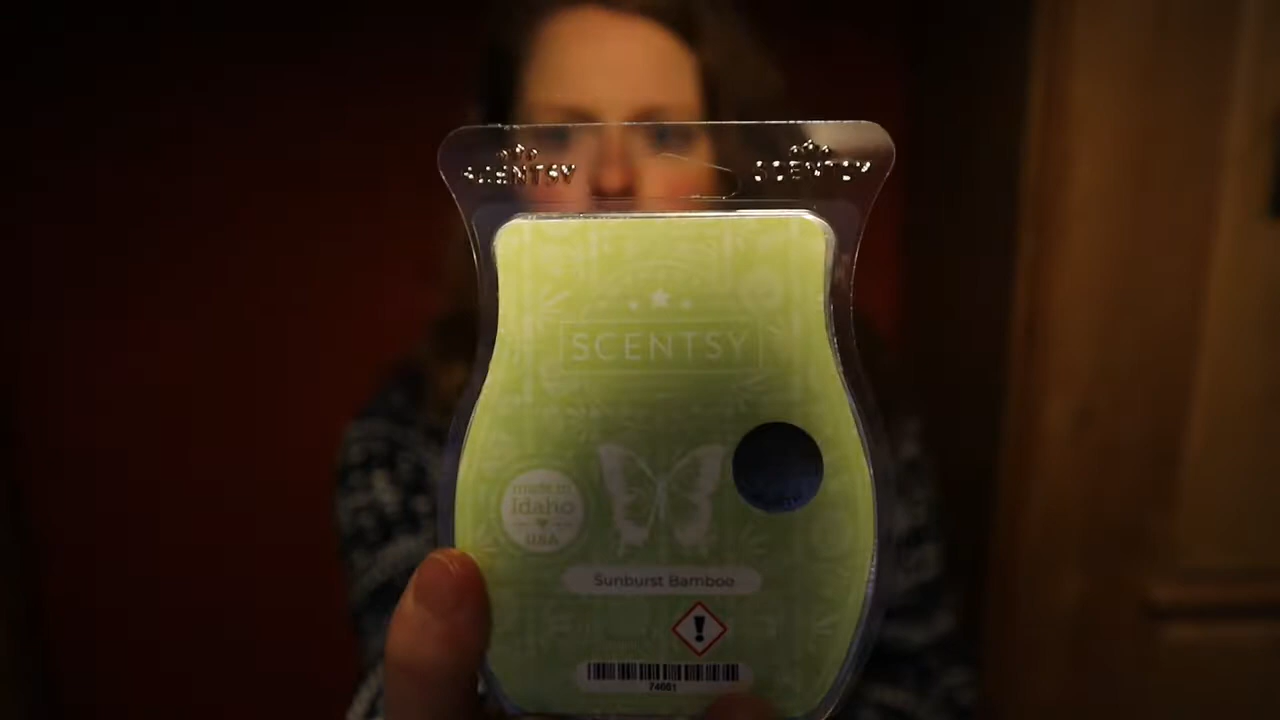 SCENTSY SCENTSY
SCENTSY
made in
Idaho
USA
Sunburst Bamboo
!
74661